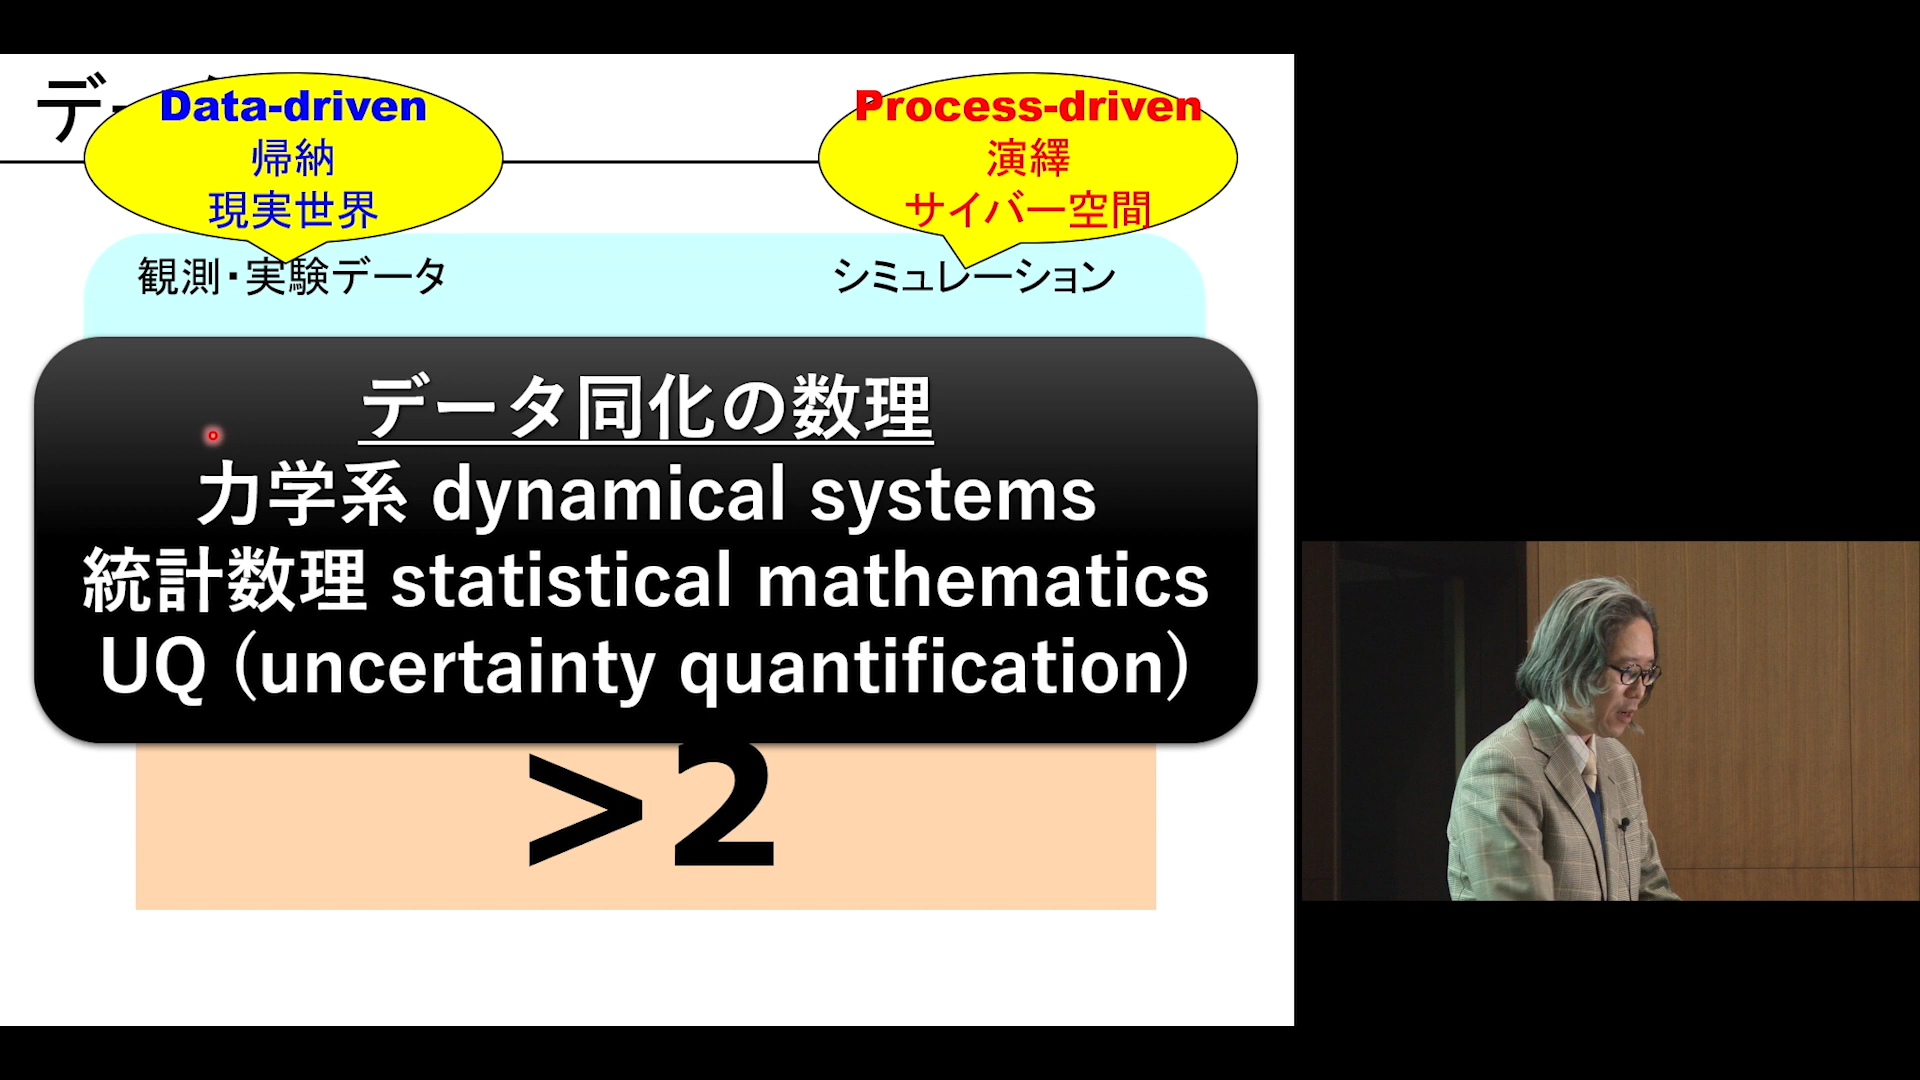 デー
Data-driven
帰納
現実世界
Process-driven
演繹
サイバー空間
観測・実験データ
シミュレーション
データ同化の数理
力学系 dynamical systems
統計数理 statistical mathematics
UQ (uncertainty quantification)
>2